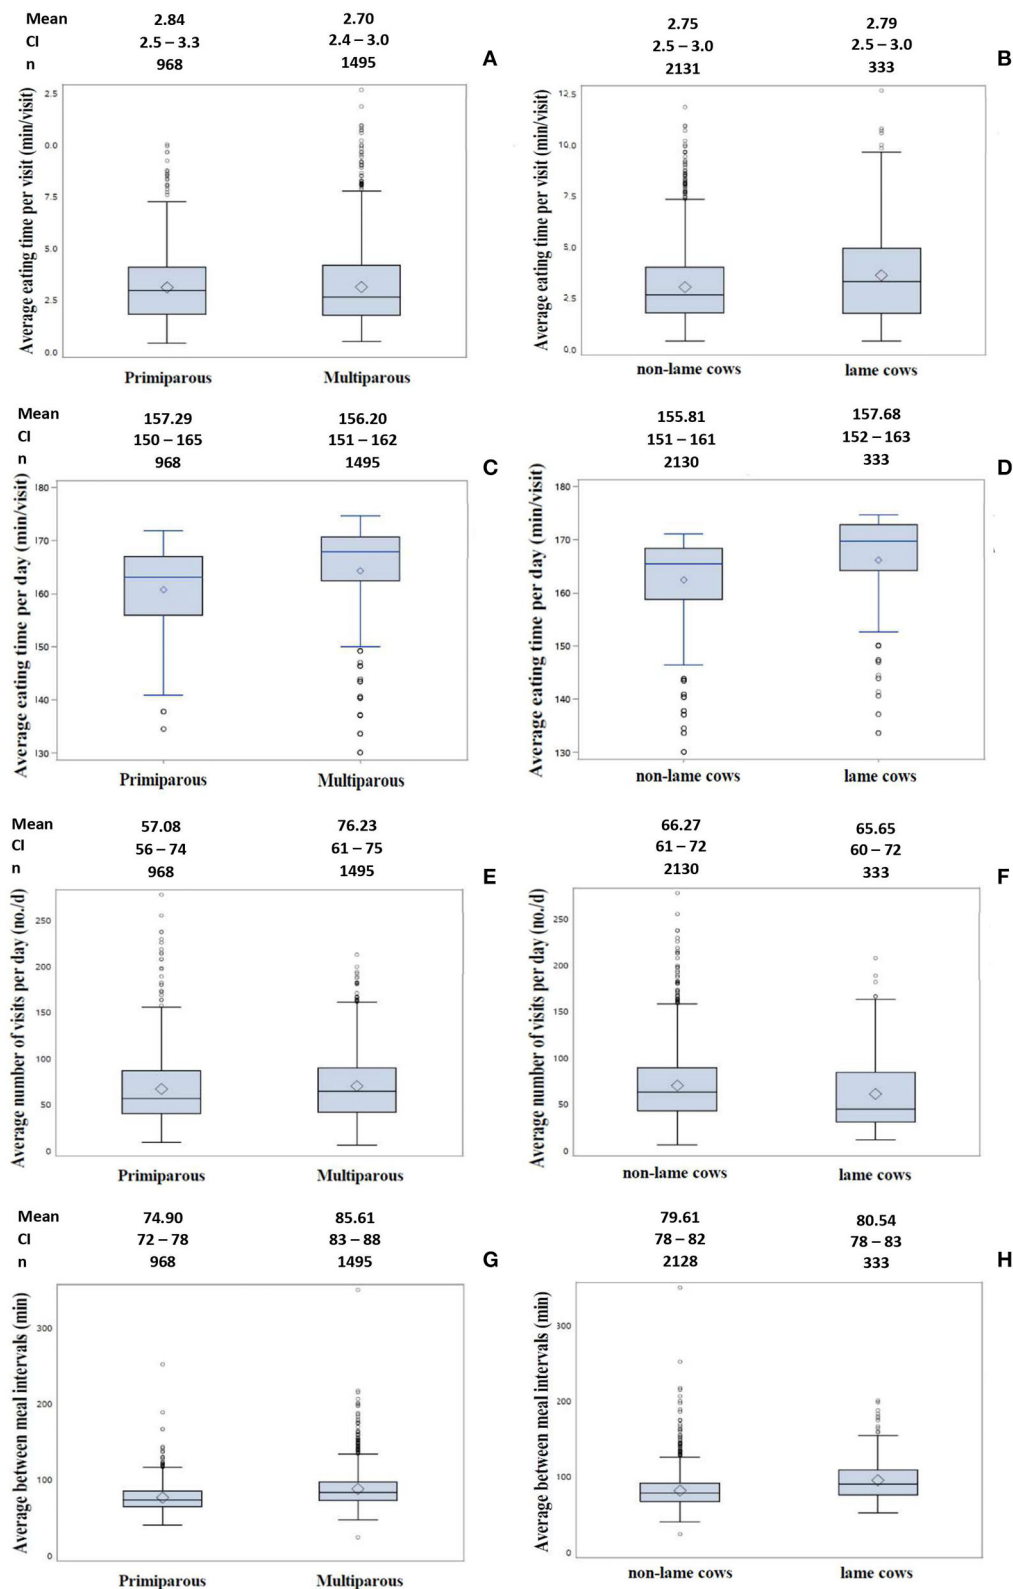 Mean 2.84 2.70
CI 2.5 – 3.3 2.4 – 3.0
n 968 1495
A
2.75 2.79
2.5 – 3.0 2.5 – 3.0
2131 333
B
Average eating time per visit (min/visit)
2.5
0.0
7.5
5.0
2.5
0.0
Primiparous Multiparous
Average eating time per visit (min/visit)
12.5
10.0
7.5
5.0
2.5
0.0
non-lame cows lame cows
Mean 157.29 156.20
CI 150 – 165 151 – 162
n 968 1495
C
155.81 157.68
151 – 161 152 – 163
2130 333
D
Average eating time per day (min/visit)
180
170
160
150
140
130
Primiparous Multiparous
Average eating time per day (min/visit)
180
170
160
150
140
130
non-lame cows lame cows
Mean 57.08 76.23
CI 56 – 74 61 – 75
n 968 1495
E
66.27 65.65
61 – 72 60 – 72
2130 333
F
Average number of visits per day (no./d)
250
200
150
100
50
0
Primiparous Multiparous
Average number of visits per day (no./d)
250
200
150
100
50
0
non-lame cows lame cows
Mean 74.90 85.61
CI 72 – 78 83 – 88
n 968 1495
G
79.61 80.54
78 – 82 78 – 83
2128 333
H
Average between meal intervals (min)
300
200
100
0
Primiparous Multiparous
Average between meal intervals (min)
300
200
100
0
non-lame cows lame cows